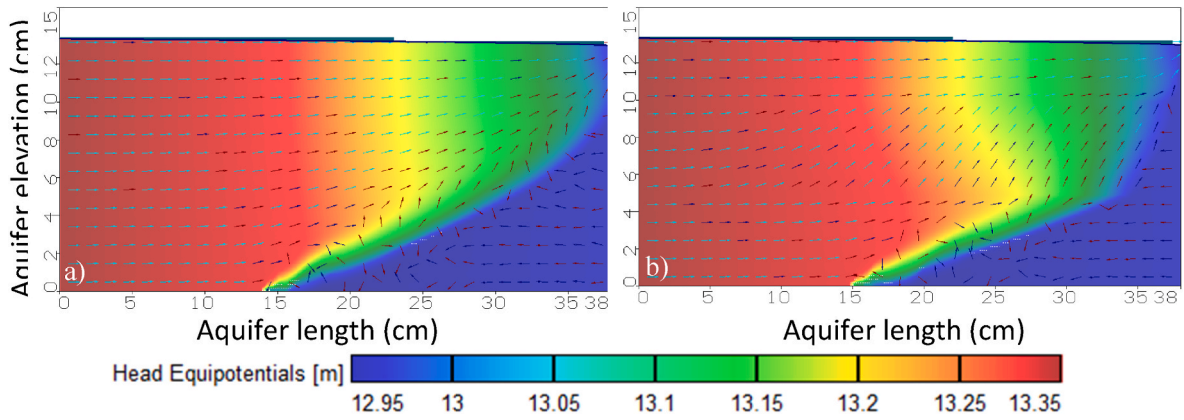 15
12
10
8
6
4
2
0
Aquifer elevation (cm)
a)
0 5 10 15 20 25 30 35 38
Aquifer length (cm)
15
12
10
8
6
4
2
0
b)
0 5 10 15 20 25 30 35 38
Aquifer length (cm)
Head Equipotentials [m]
12.95 13 13.05 13.1 13.15 13.2 13.25 13.35